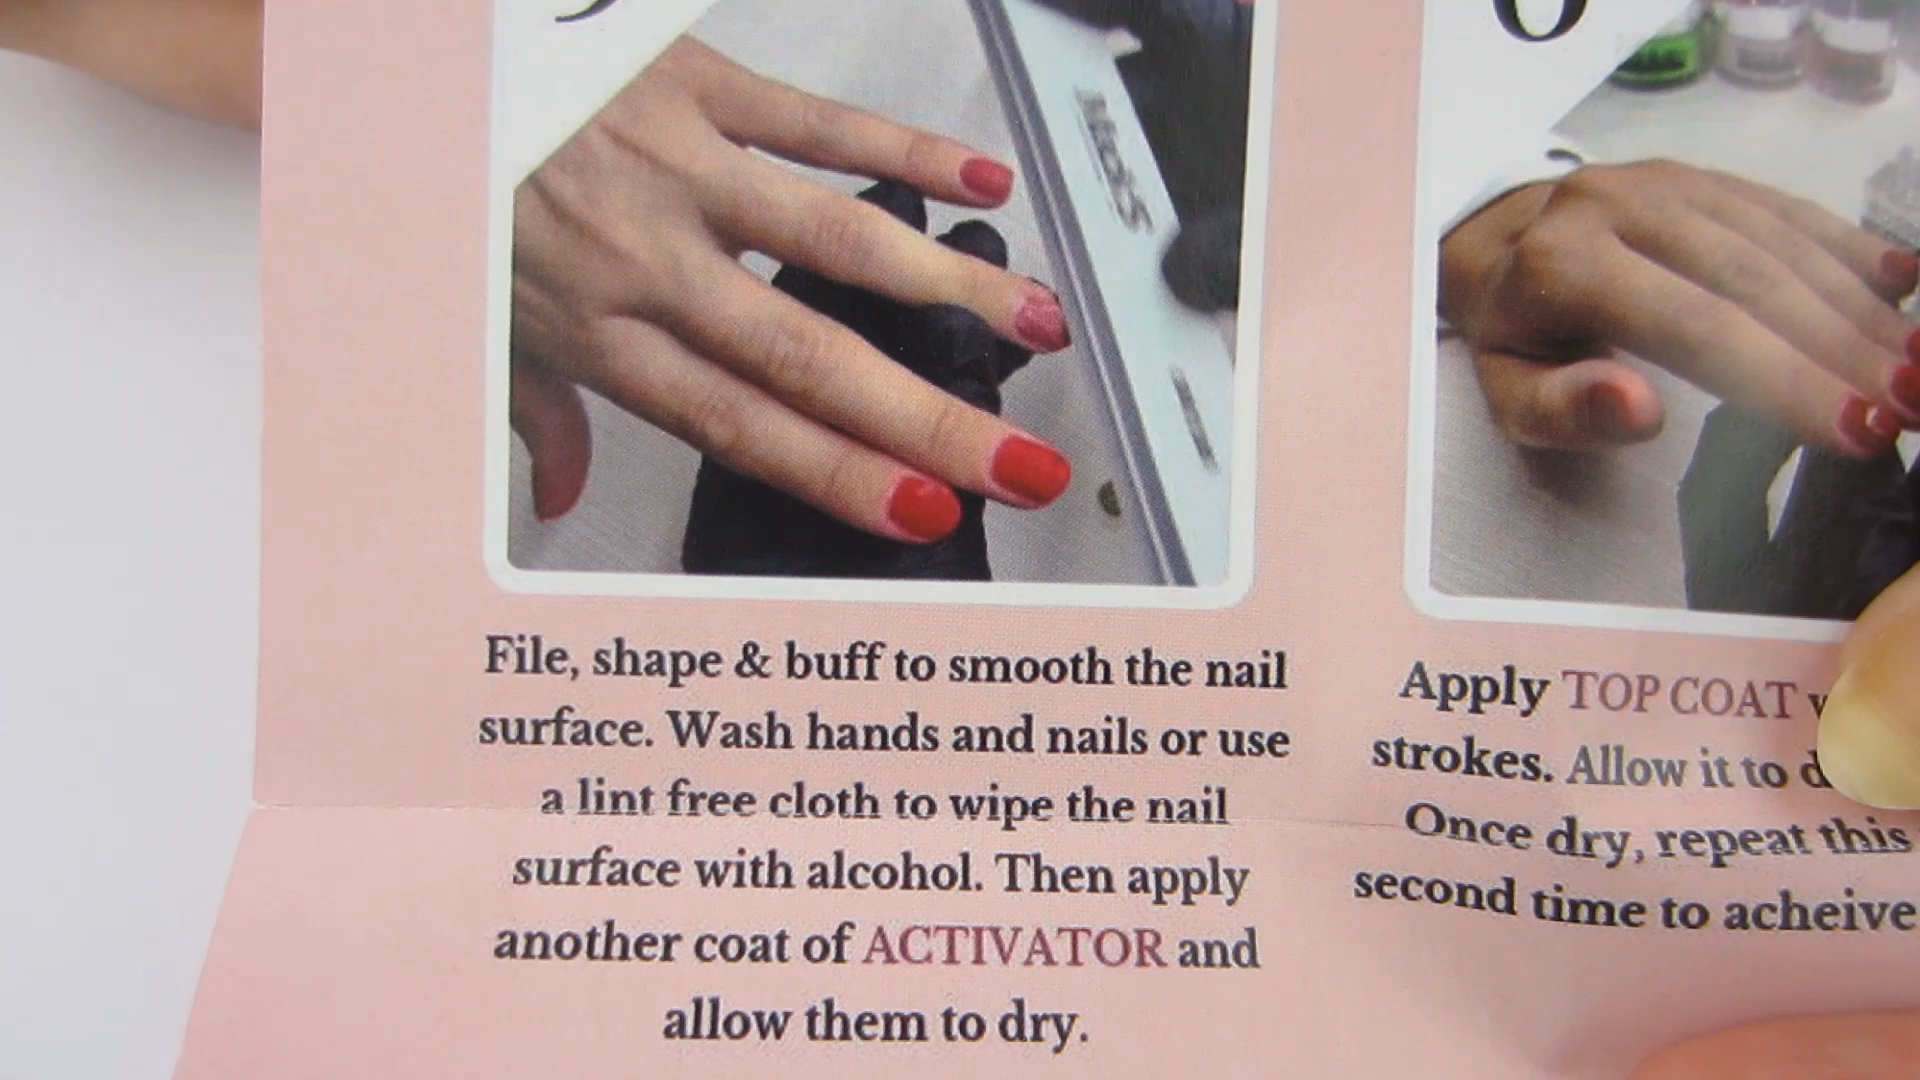 File, shape & buff to smooth the nail
surface. Wash hands and nails or use
a lint free cloth to wipe the nail
surface with alcohol. Then apply
another coat of ACTIVATOR and
allow them to dry.
6
Apply TOP COAT
strokes. Allow it to
Once dry, repeat this
second time to acheive